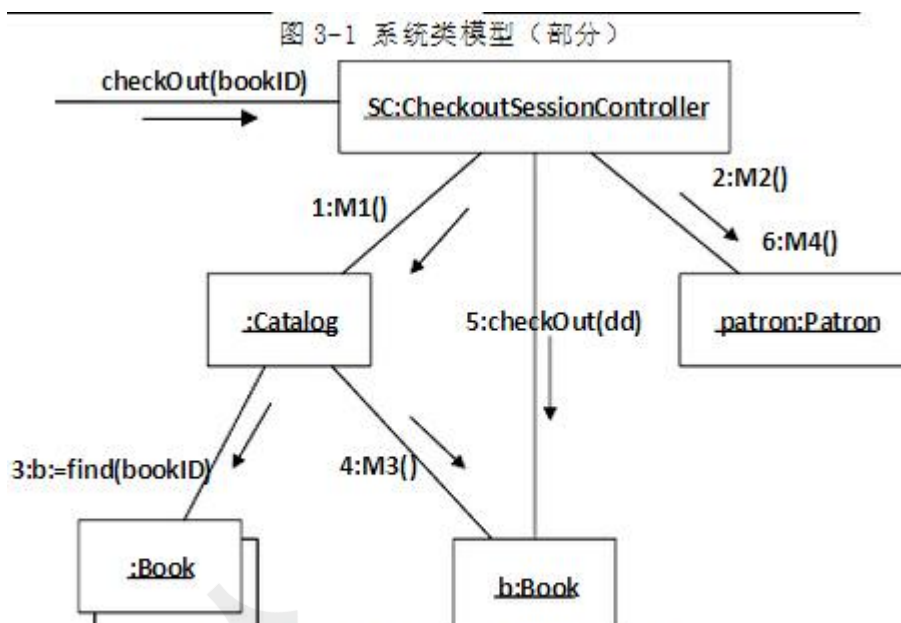 图 3-1 系统类模型（部分）
checkOut(bookID)
SC:CheckoutSessionController
1:M1()
2:M2()
6:M4()
:Catalog
5:checkOut(dd)
patron:Patron
3:b:=find(bookID)
4:M3()
:Book
b:Book